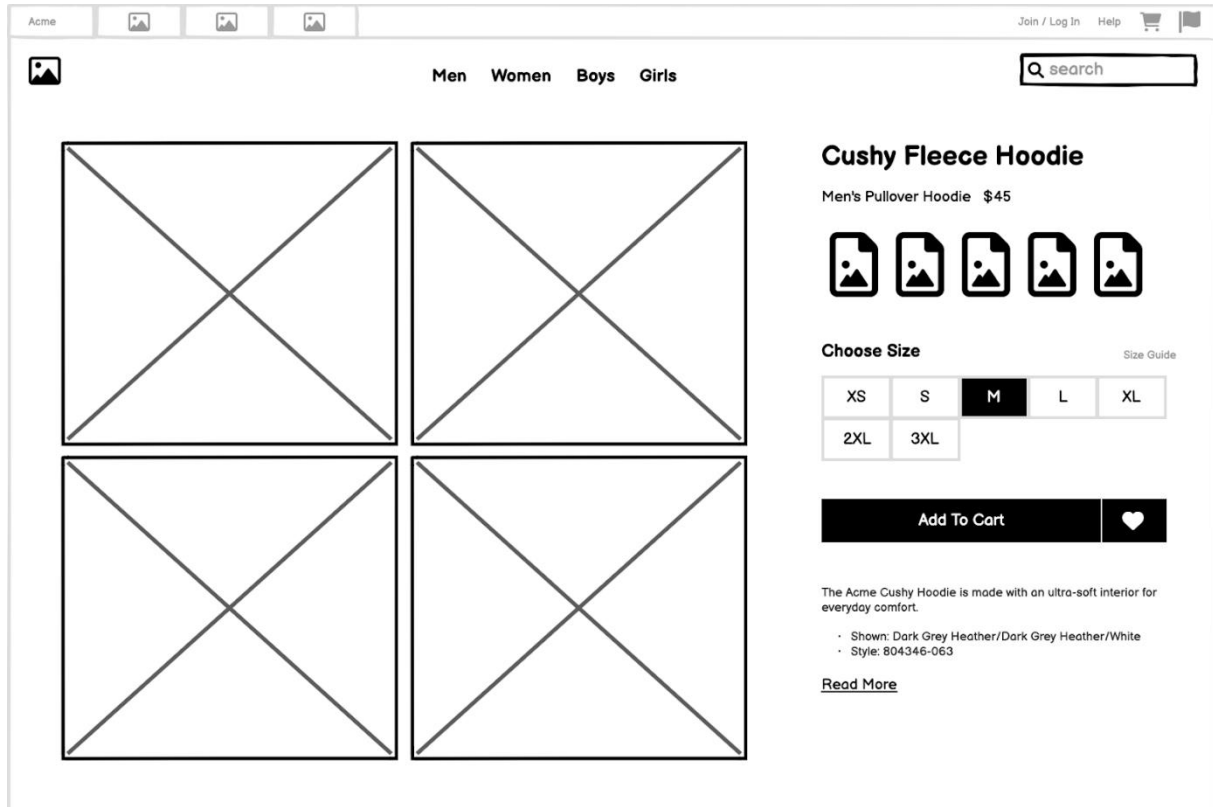 Acme
Join / Log In Help
Men Women Boys Girls
search
Cushy Fleece Hoodie
Men's Pullover Hoodie $45
Choose Size
Size Guide
XS S M L XL
2XL 3XL
Add To Cart
The Acme Cushy Hoodie is made with an ultra-soft interior for
everyday comfort.
· Shown: Dark Grey Heather/Dark Grey Heather/White
· Style: 804346-063
Read More